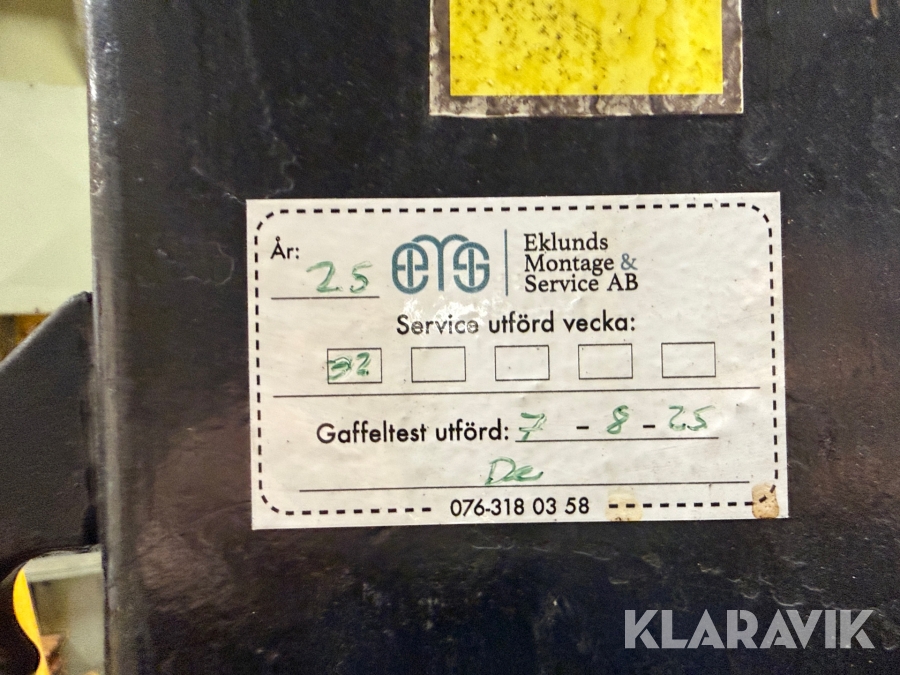 År: 25
EMS
Eklunds
Montage &
Service AB
Service utförd vecka:
32
Gaffeltest utförd: 7 - 8 - 25
076-318 03 58
KLARAVIK